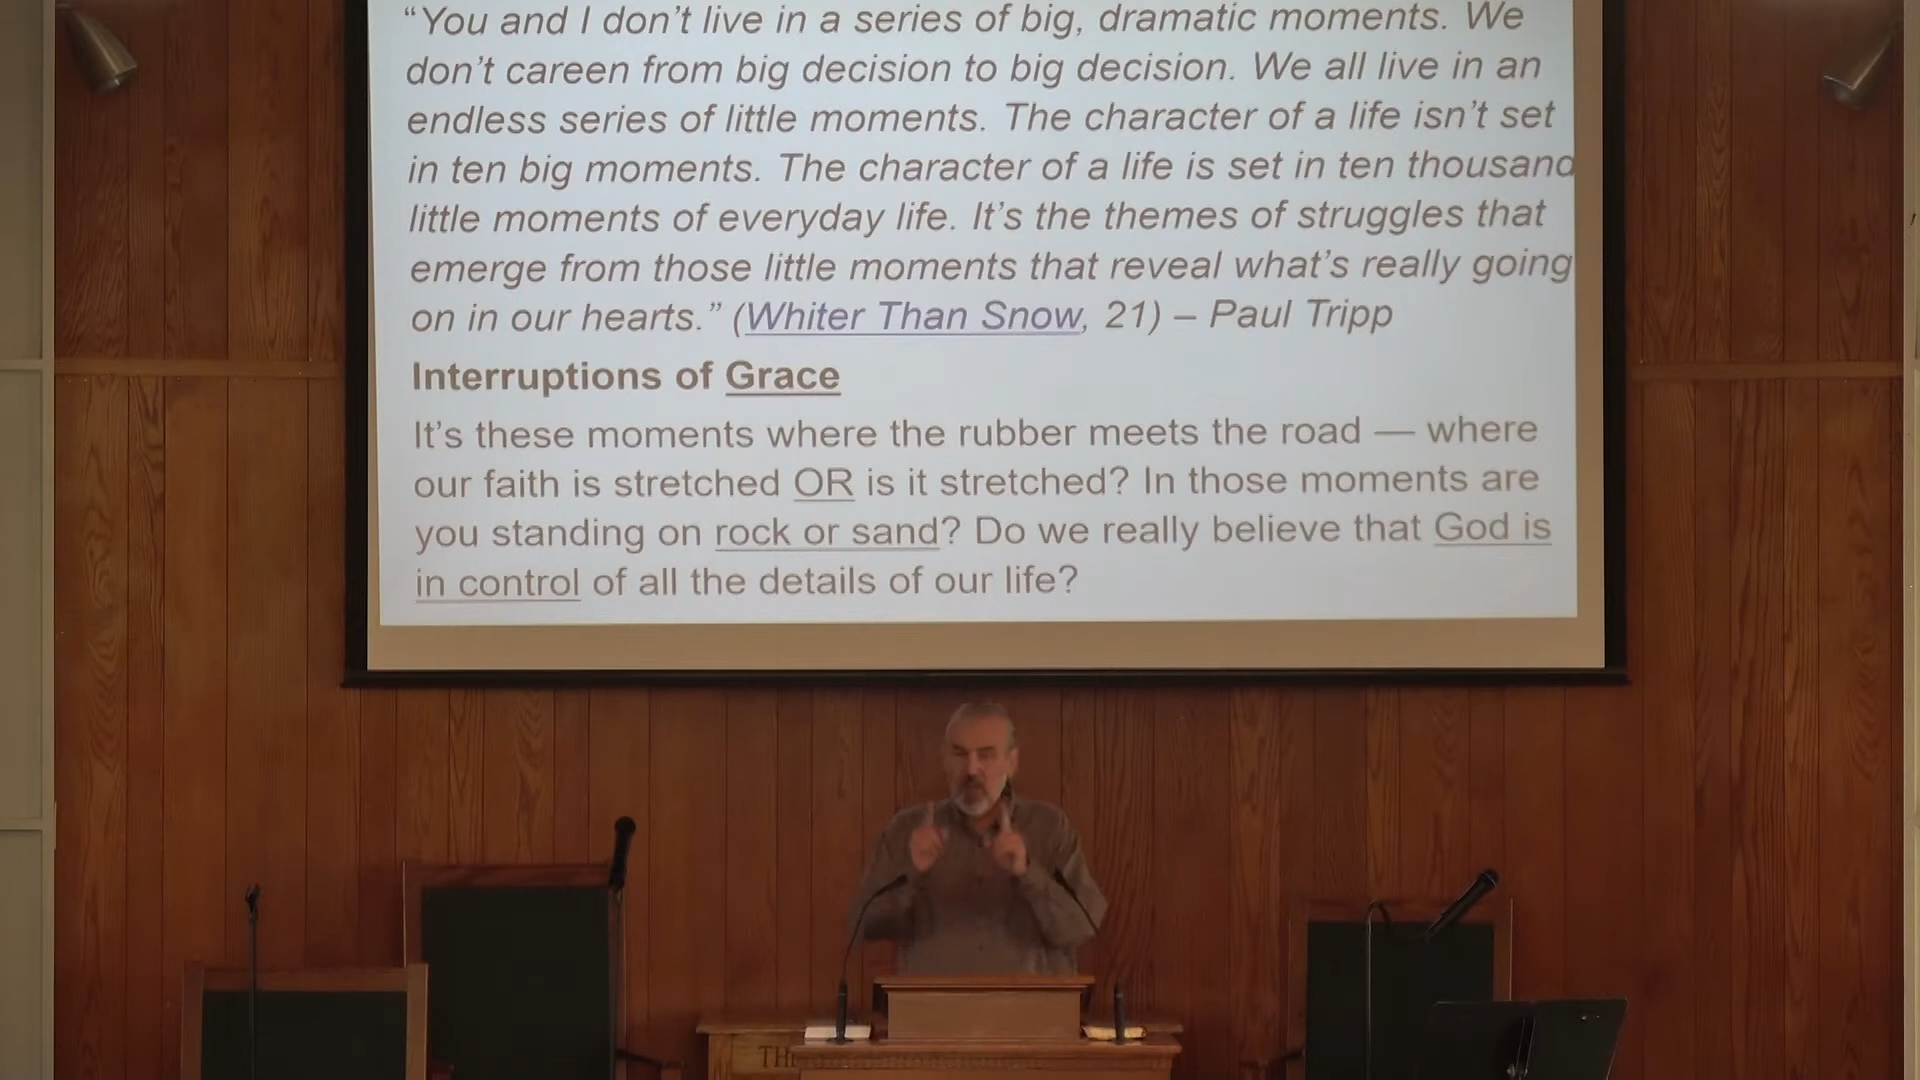 “You and I don’t live in a series of big, dramatic moments. We
don’t careen from big decision to big decision. We all live in an
endless series of little moments. The character of a life isn’t set
in ten big moments. The character of a life is set in ten thousand
little moments of everyday life. It’s the themes of struggles that
emerge from those little moments that reveal what’s really going
on in our hearts.” (Whiter Than Snow, 21) – Paul Tripp
Interruptions of Grace
It’s these moments where the rubber meets the road — where
our faith is stretched OR is it stretched? In those moments are
you standing on rock or sand? Do we really believe that God is
in control of all the details of our life?